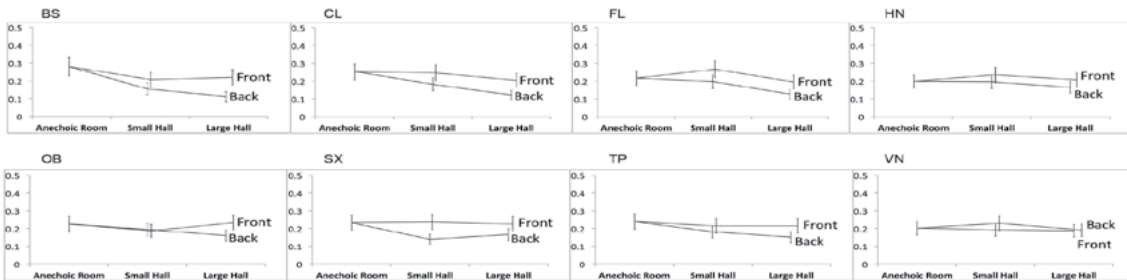 BS CL FL HN
0.5 0.5 0.5 0.5
0.4 0.4 0.4 0.4
0.3 0.3 0.3 0.3
0.2 Front 0.2 Front 0.2 Front 0.2 Front
0.1 Back 0.1 Back 0.1 Back 0.1 Back
0 0 0 0
Anechoic Room Small Hall Large Hall Anechoic Room Small Hall Large Hall Anechoic Room Small Hall Large Hall Anechoic Room Small Hall Large Hall
OB SX TP VN
0.5 0.5 0.5 0.5
0.4 0.4 0.4 0.4
0.3 0.3 0.3 0.3
0.2 Front 0.2 Front 0.2 Front 0.2 Back
0.1 Back 0.1 Back 0.1 Back 0.1 Front
0 0 0 0
Anechoic Room Small Hall Large Hall Anechoic Room Small Hall Large Hall Anechoic Room Small Hall Large Hall Anechoic Room Small Hall Large Hall